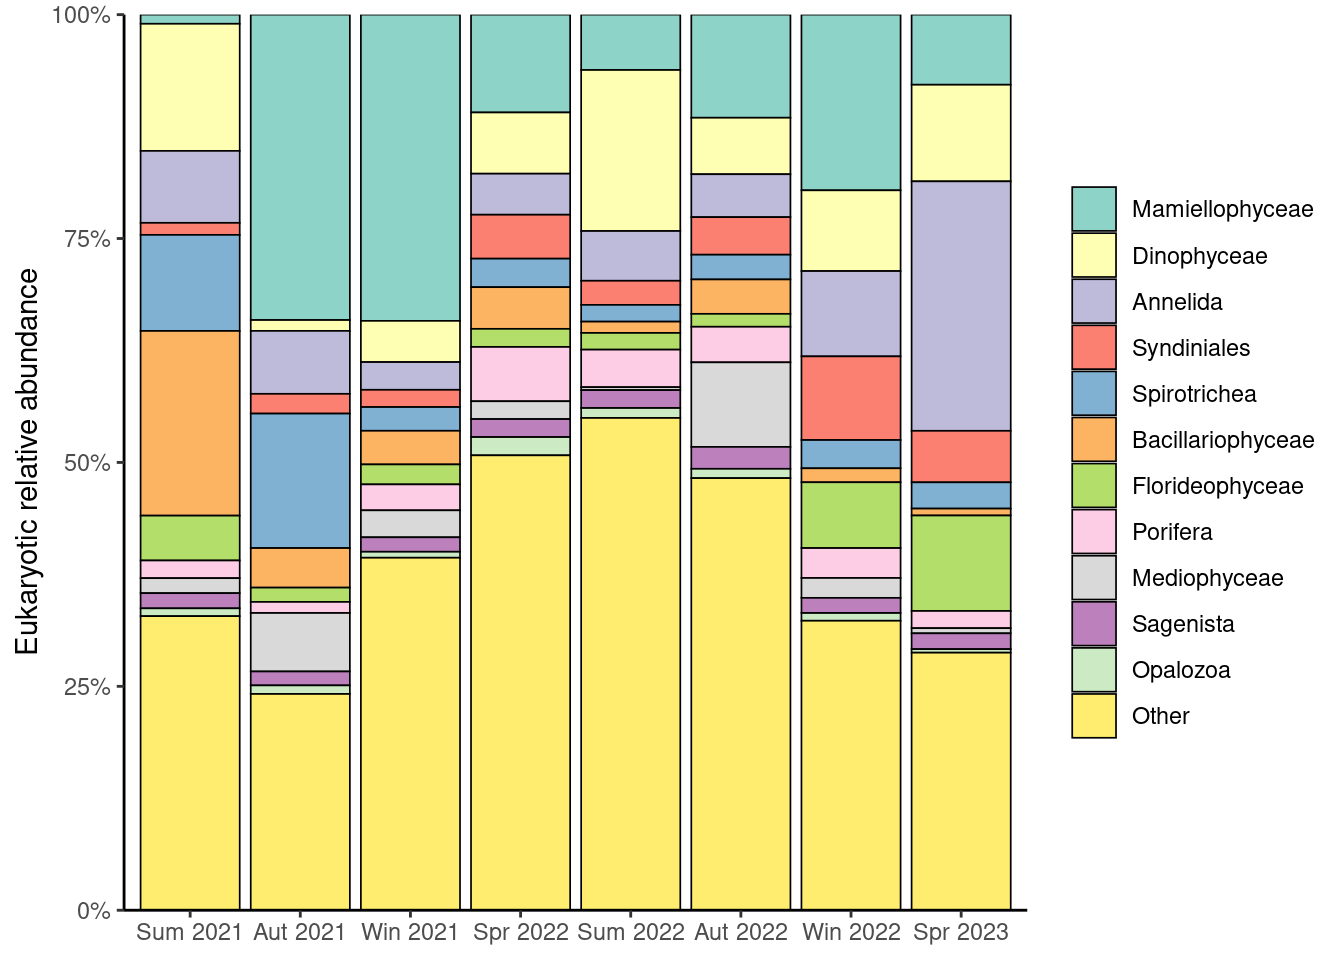 Eukaryotic relative abundance
100%
75%
50%
25%
0%
Sum 2021 Aut 2021 Win 2021 Spr 2022 Sum 2022 Aut 2022 Win 2022 Spr 2023
Mamiellophyceae
Dinophyceae
Annelida
Syndiniales
Spirotrichea
Bacillariophyceae
Florideophyceae
Porifera
Mediophyceae
Sagenista
Opalozoa
Other